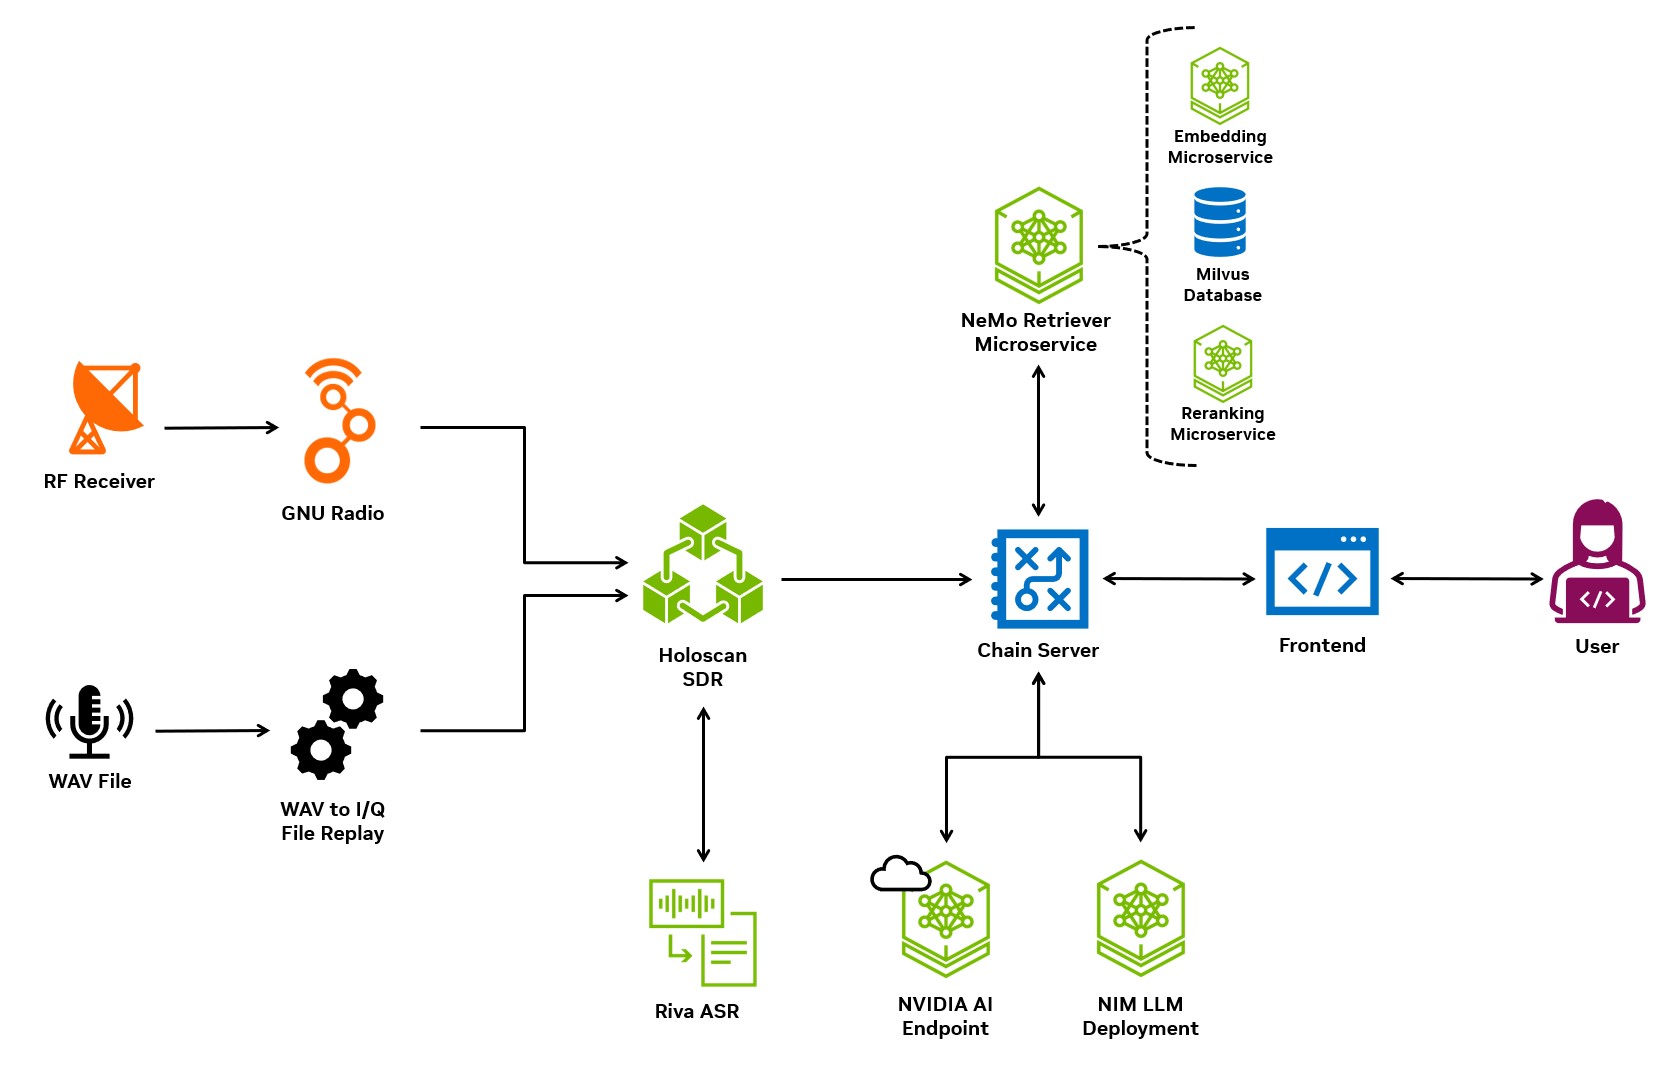 Embedding
Microservice
Milvus
Database
NeMo Retriever
Microservice
Reranking
Microservice
RF Receiver
GNU Radio
Holoscan
SDR
Chain Server
Frontend
User
WAV File
WAV to I/Q
File Replay
Riva ASR
NVIDIA AI
Endpoint
NIM LLM
Deployment